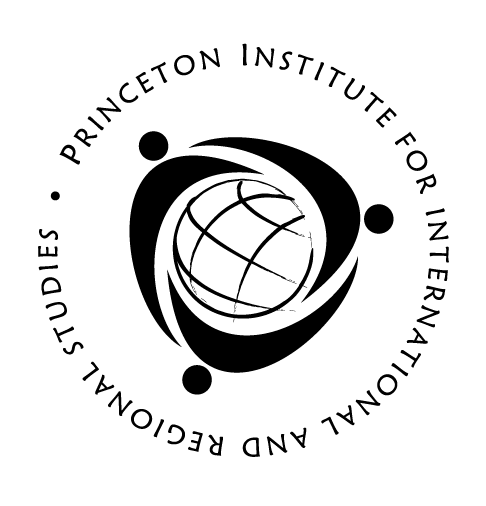 • PRINCETON INSTITUTE FOR INTERNATIONAL AND REGIONAL STUDIES